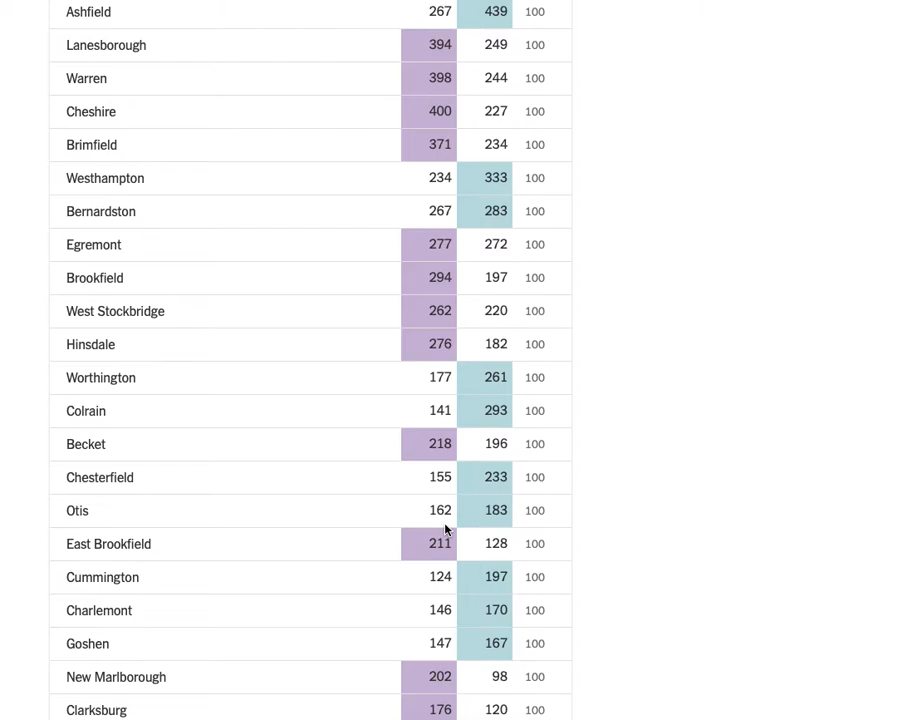 Ashfield 267 439 100
Lanesborough 394 249 100
Warren 398 244 100
Cheshire 400 227 100
Brimfield 371 234 100
Westhampton 234 333 100
Bernardston 267 283 100
Egremont 277 272 100
Brookfield 294 197 100
West Stockbridge 262 220 100
Hinsdale 276 182 100
Worthington 177 261 100
Colrain 141 293 100
Becket 218 196 100
Chesterfield 155 233 100
Otis 162 183 100
East Brookfield 211 128 100
Cummington 124 197 100
Charlemont 146 170 100
Goshen 147 167 100
New Marlborough 202 98 100
Clarksburg 176 120 100